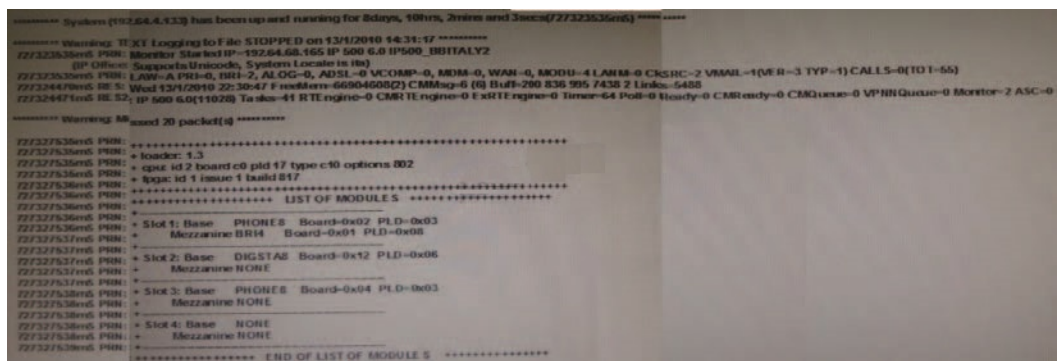 ********** System (192.64.4.133) has been up and running for 8days, 10hrs, 2mins and 3secs(727323535mS) ***** *****
********** Warning: TEXT Logging to File STOPPED on 13/1/2010 14:31:17 **********
727323535mS PRN: Monitor Started IP=192.64.68.165 IP 500 6.0 IP500_BBITALY2
(IP Office: Supports Unicode, System Locale is ita)
727323535mS PRN: LAW=A PRI=0, BRI=2, ALOG=0, ADSL=0 VCOMP=0, MDM=0, WAN=0, MODU=4 LANM=0 CkSRC=2 VMAIL=1(VER=3 TYP=1) CALLS=0(TOT=55)
727324470mS RES: Wed 13/1/2010 22:30:47 FreeMem=66904608(2) CMMsg=6 (6) Buff=200 836 995 7438 2 Links=5488
727324471mS RES2: IP 500 6.0(11028) Tasks=41 RTEngine=0 CMRTEngine=0 ExRTEngine=0 Timer=64 Poll=0 Ready=0 CMReady=0 CMQueue=0 VPNNQueue=0 Monitor=2 ASC=0
********** Warning: Missed 20 packet(s) **********
727327535mS PRN: ++++++++++++++++++++++++++++++++++++++++++++++++++++++
727327535mS PRN: + loader: 1.3
727327535mS PRN: + cpu: id 2 board c0 pld 17 type c10 options 802
727327536mS PRN: + fpga: id 1 issue 1 build 817
727327536mS PRN: ++++++++++++++++++++++++++++++++++++++++++++++++++++++
727327536mS PRN: ++++++++++++++++++ LIST OF MODULES ++++++++++++++++++
727327536mS PRN: +------------------------------------------
727327536mS PRN: + Slot 1: Base PHONE8 Board=0x02 PLD=0x03
727327537mS PRN: + Mezzanine BRI4 Board=0x01 PLD=0x08
727327537mS PRN: +------------------------------------------
727327537mS PRN: + Slot 2: Base DIGSTA8 Board=0x12 PLD=0x06
727327537mS PRN: + Mezzanine NONE
727327537mS PRN: +------------------------------------------
727327537mS PRN: + Slot 3: Base PHONE8 Board=0x04 PLD=0x03
727327538mS PRN: + Mezzanine NONE
727327538mS PRN: +------------------------------------------
727327538mS PRN: + Slot 4: Base NONE
727327538mS PRN: + Mezzanine NONE
727327539mS PRN: +------------------------------------------
****************** END OF LIST OF MODULES ****************